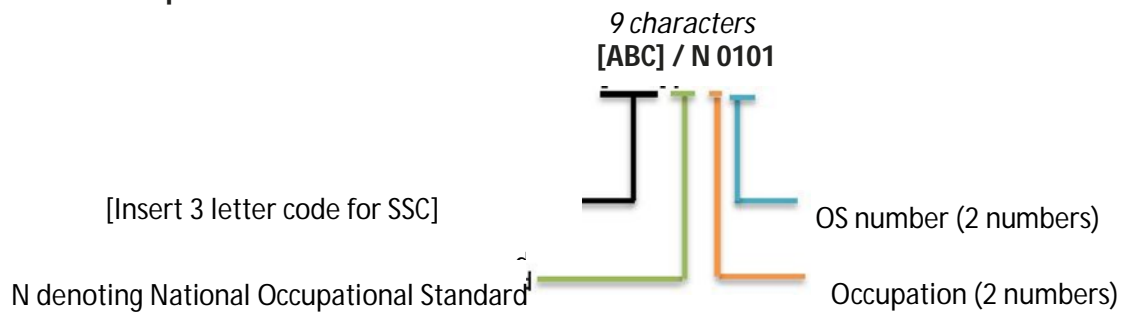 9 characters
[ABC] / N 0101
[Insert 3 letter code for SSC]
OS number (2 numbers)
N denoting National Occupational Standard
Occupation (2 numbers)